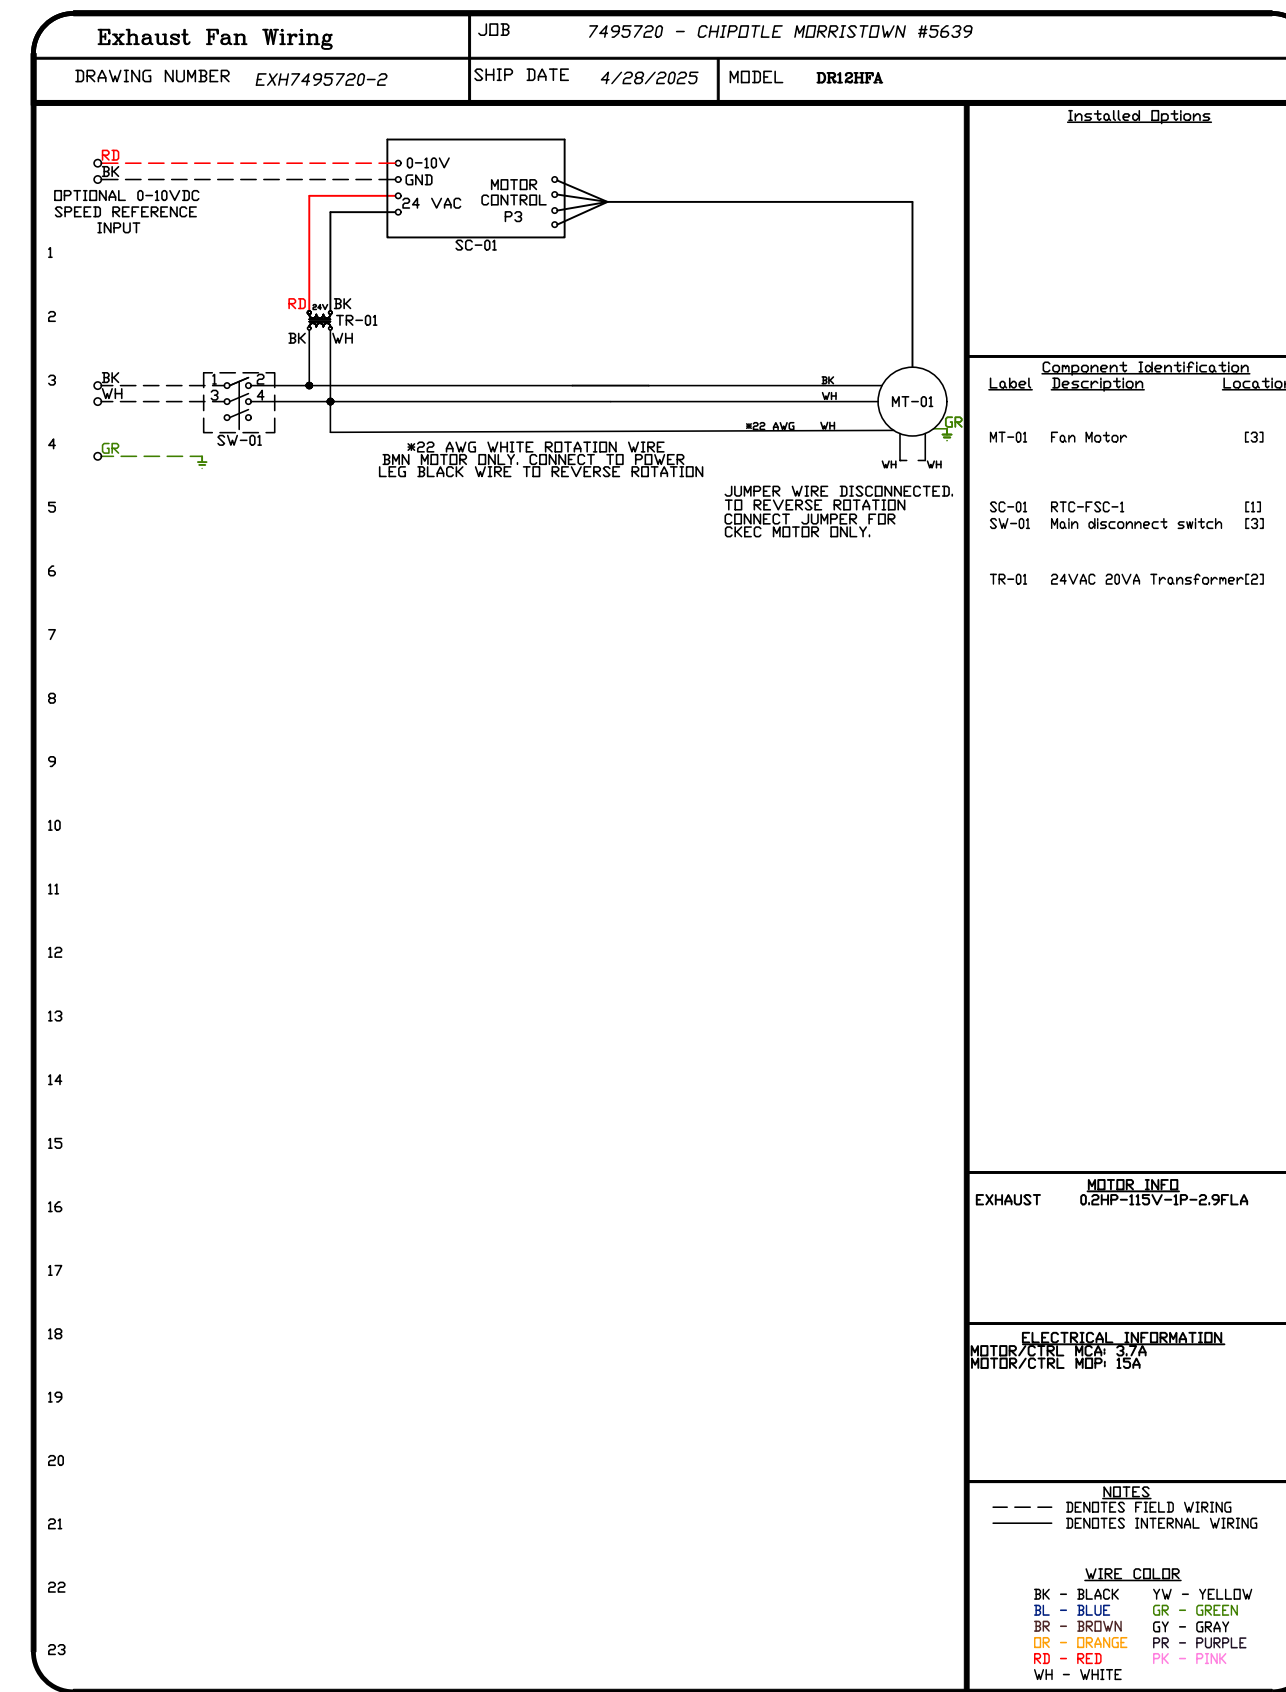 Exhaust Fan Wiring
JOB 7495720 - CHIPOTLE MORRISTOWN #5639
DRAWING NUMBER EXH7495720-2
SHIP DATE 4/28/2025
MODEL DR12HFA
RD
BK
OPTIONAL 0-10VDC
SPEED REFERENCE
INPUT
0-10V
GND
24 VAC
MOTOR
CONTROL
P3
SC-01
RD 24V BK
TR-01
BK WH
BK
WH
1 2
3 4
SW-01
GR
BK
WH
*22 AWG WH
MT-01
GR
WH WH
*22 AWG WHITE ROTATION WIRE
BMN MOTOR ONLY. CONNECT TO POWER
LEG BLACK WIRE TO REVERSE ROTATION
JUMPER WIRE DISCONNECTED.
TO REVERSE ROTATION
CONNECT JUMPER FOR
CKEC MOTOR ONLY.
1
2
3
4
5
6
7
8
9
10
11
12
13
14
15
16
17
18
19
20
21
22
23
Installed Options
Component Identification
Label Description Location
MT-01 Fan Motor [3]
SC-01 RTC-FSC-1 [1]
SW-01 Main disconnect switch [3]
TR-01 24VAC 20VA Transformer[2]
MOTOR INFO
EXHAUST 0.2HP-115V-1P-2.9FLA
ELECTRICAL INFORMATION
MOTOR/CTRL MCA: 3.7A
MOTOR/CTRL MOP: 15A
NOTES
DENOTES FIELD WIRING
DENOTES INTERNAL WIRING
WIRE COLOR
BK - BLACK YW - YELLOW
BL - BLUE GR - GREEN
BR - BROWN GY - GRAY
OR - ORANGE PR - PURPLE
RD - RED PK - PINK
WH - WHITE